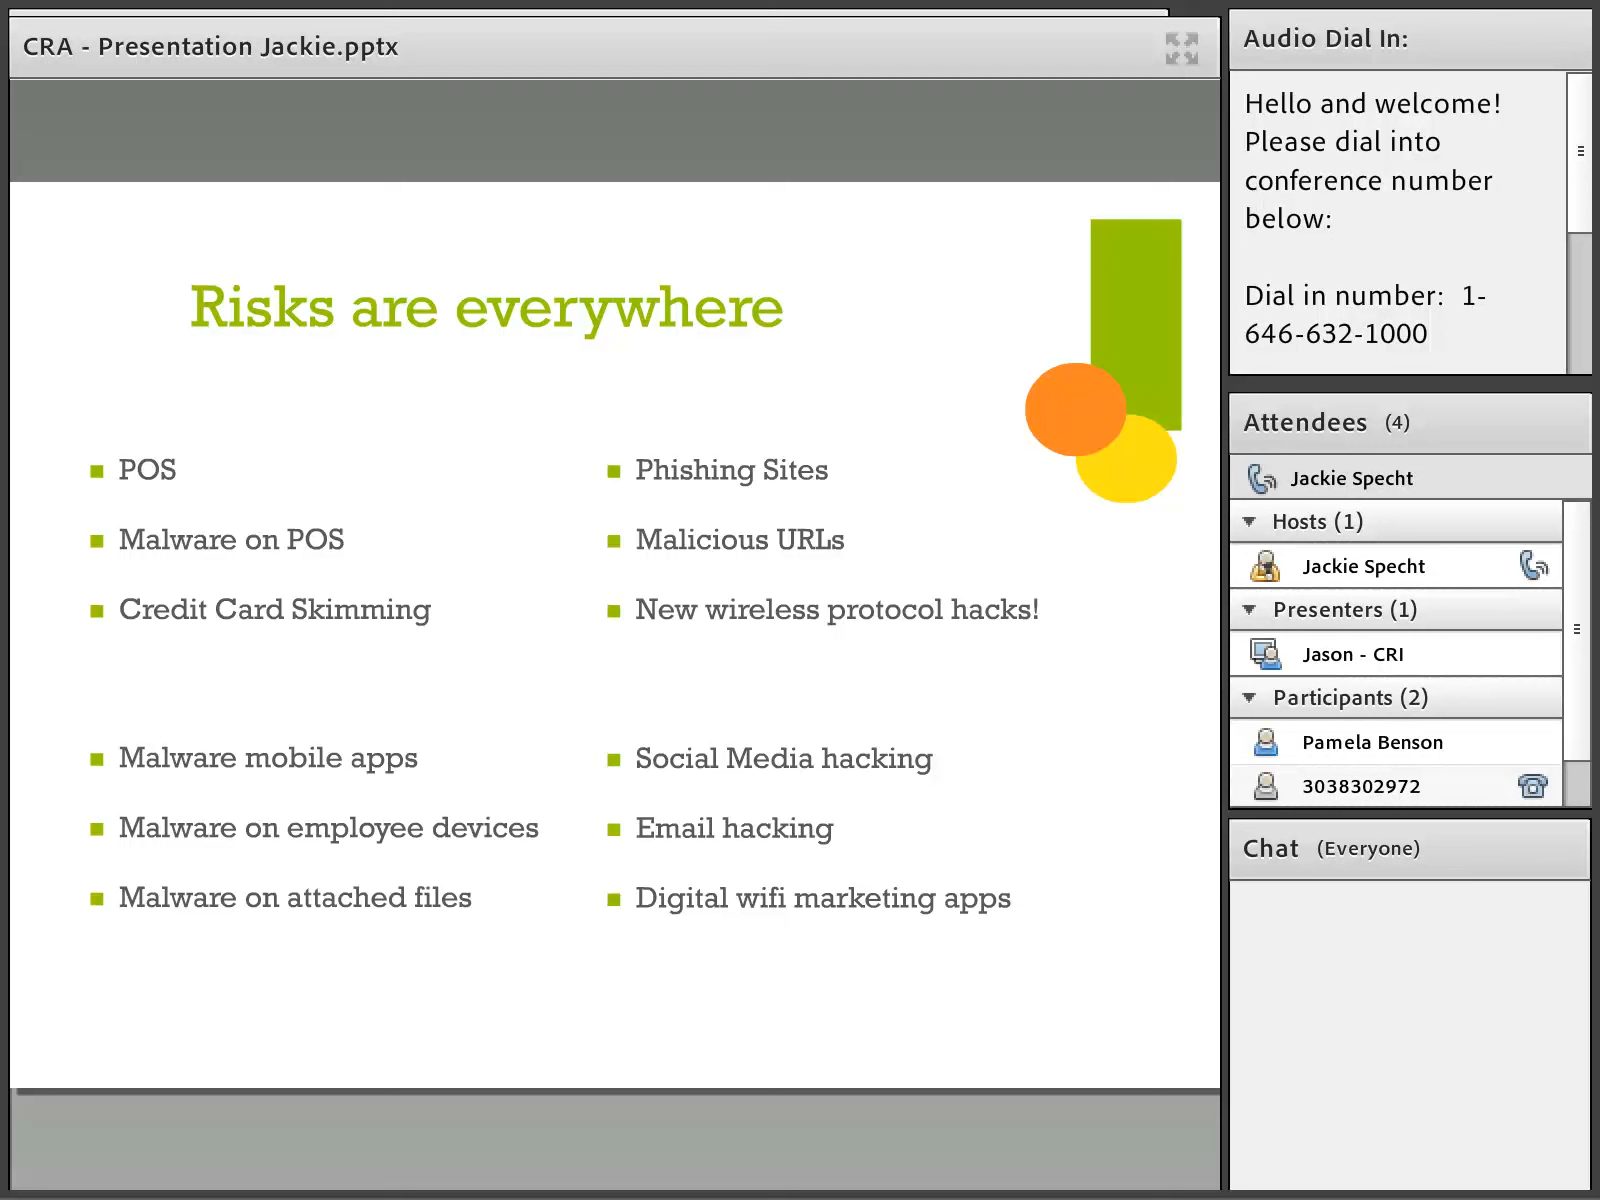 CRA - Presentation Jackie.pptx
Risks are everywhere
POS
Malware on POS
Credit Card Skimming
Malware mobile apps
Malware on employee devices
Malware on attached files
Phishing Sites
Malicious URLs
New wireless protocol hacks!
Social Media hacking
Email hacking
Digital wifi marketing apps
Audio Dial In:
Hello and welcome!
Please dial into
conference number
below:
Dial in number:  1-
646-632-1000
Attendees (4)
Jackie Specht
Hosts (1)
Jackie Specht
Presenters (1)
Jason - CRI
Participants (2)
Pamela Benson
3038302972
Chat (Everyone)